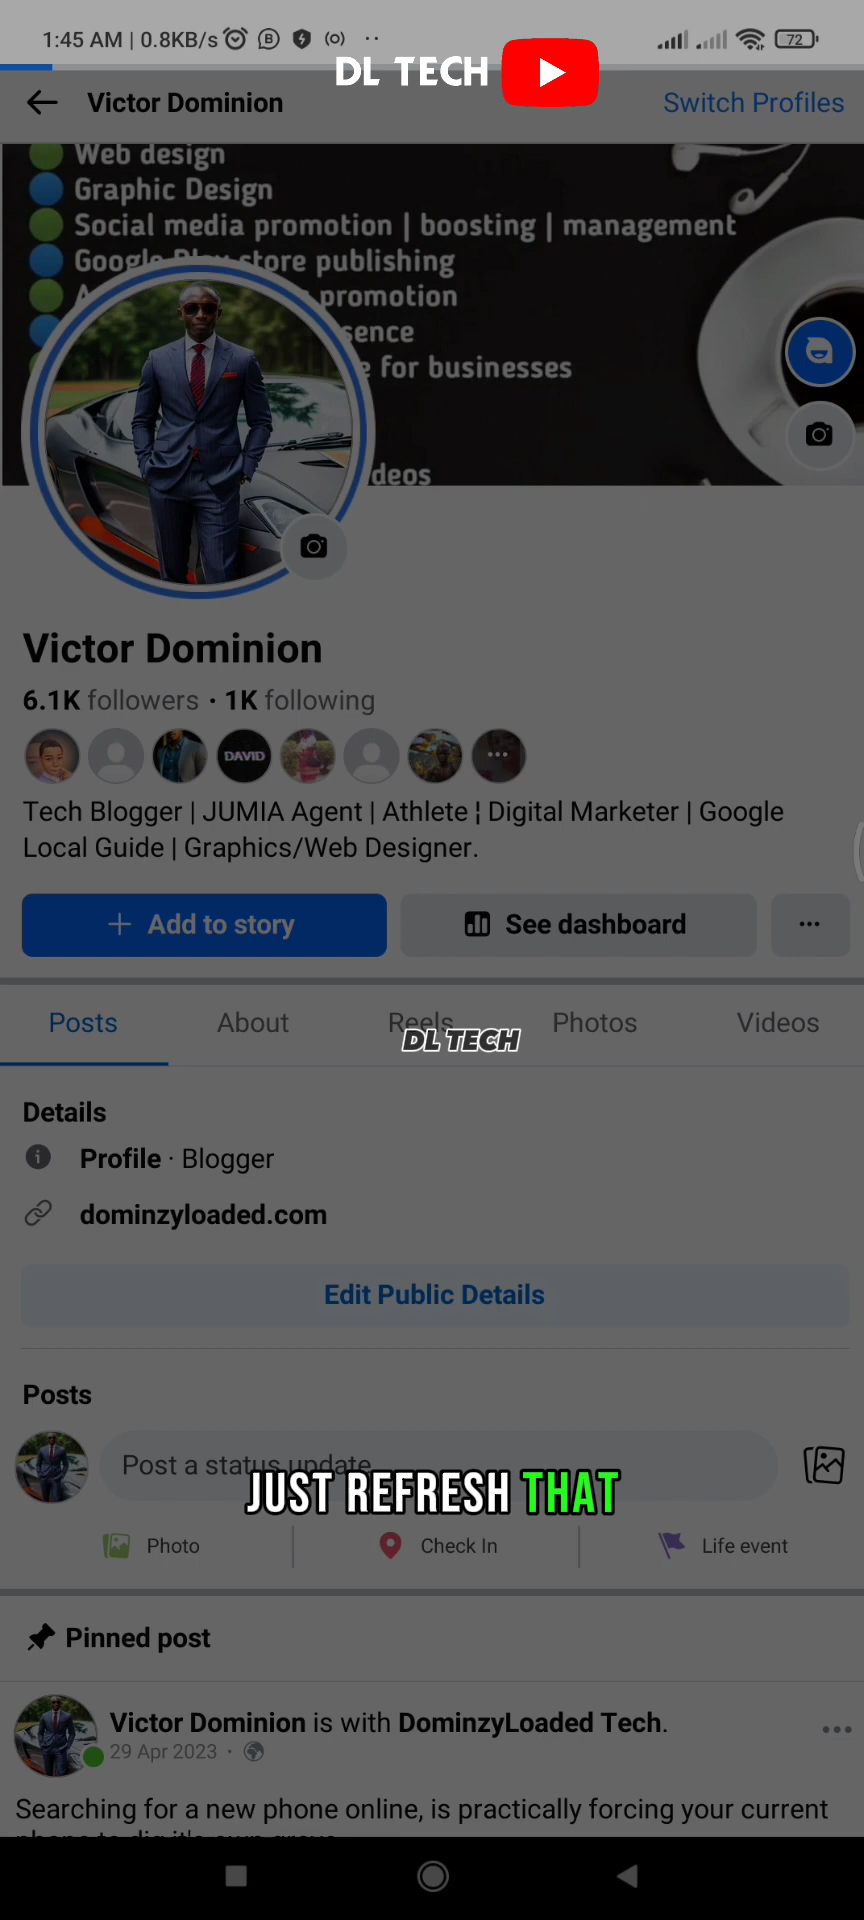 1:45 AM | 0.8KB/s
72
DL TECH
Victor Dominion
Switch Profiles
Web design
Graphic Design
Social media promotion | boosting | management
Google Play store publishing
promotion
sence
for businesses
deos
Victor Dominion
6.1K followers • 1K following
DAVID
Tech Blogger | JUMIA Agent | Athlete ¦ Digital Marketer | Google
Local Guide | Graphics/Web Designer.
+ Add to story
See dashboard
Posts
About
Reels
Photos
Videos
DL TECH
Details
Profile · Blogger
dominzyloaded.com
Edit Public Details
Posts
Post a status update
JUST REFRESH THAT
Photo
Check In
Life event
Pinned post
Victor Dominion is with DominzyLoaded Tech.
29 Apr 2023 ·
Searching for a new phone online, is practically forcing your current